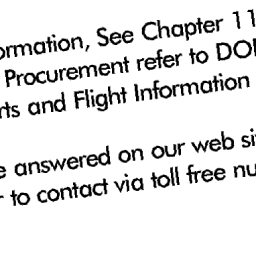 ormation, See Chapter 11
Procurement refer to DO
rts and Flight Information
answered on our web si
to contact via toll free nu